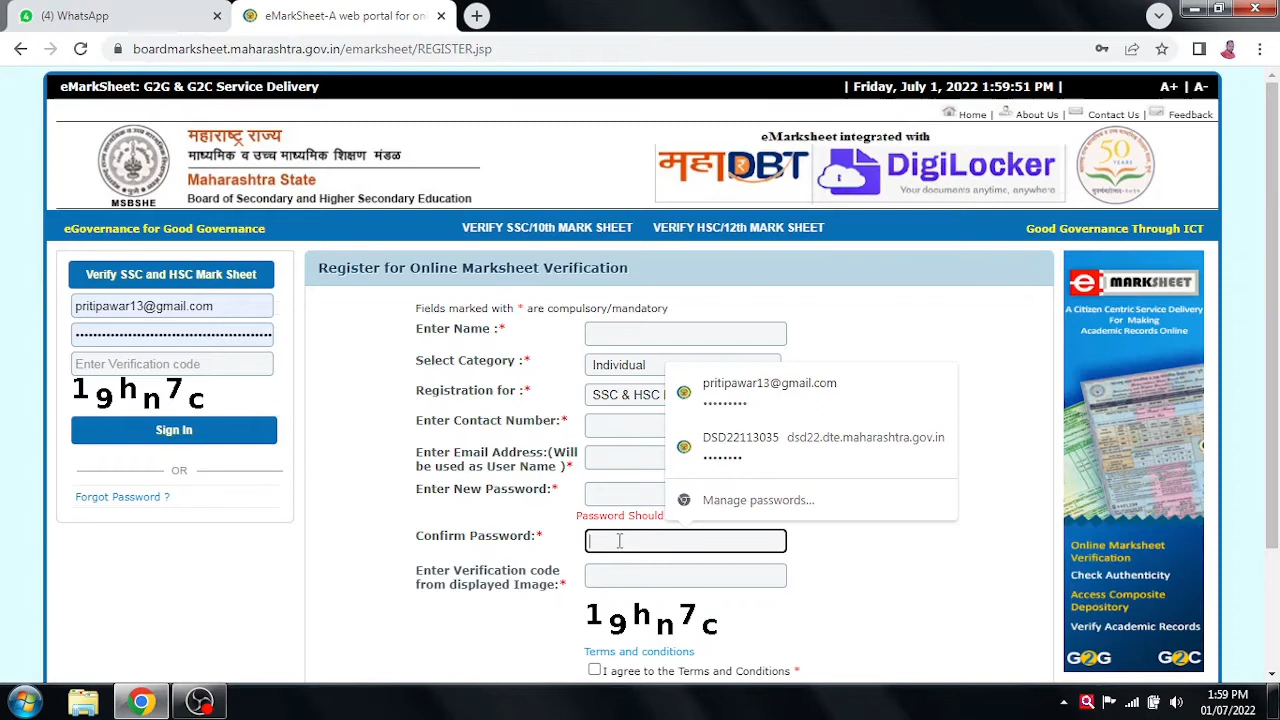 (4) WhatsApp
eMarkSheet-A web portal for onl
boardmarksheet.maharashtra.gov.in/emarksheet/REGISTER.jsp
eMarkSheet: G2G & G2C Service Delivery
| Friday, July 1, 2022 1:59:51 PM |
A+ | A-
Home | About Us | Contact Us | Feedback
महाराष्ट्र राज्य
माध्यमिक व उच्च माध्यमिक शिक्षण मंडळ
Maharashtra State
Board of Secondary and Higher Secondary Education
MSBSHE
eMarksheet integrated with
महाDBT
DigiLocker
Your documents anytime, anywhere
50
YEARS
eGovernance for Good Governance
VERIFY SSC/10th MARK SHEET
VERIFY HSC/12th MARK SHEET
Good Governance Through ICT
Verify SSC and HSC Mark Sheet
pritipawar13@gmail.com
Enter Verification code
19hn7c
Sign In
OR
Forgot Password ?
Register for Online Marksheet Verification
Fields marked with * are compulsory/mandatory
Enter Name :*
Select Category :*
Individual
Registration for :*
SSC & HSC
Enter Contact Number:*
Enter Email Address:(Will
be used as User Name )*
Enter New Password:*
Password Should
Confirm Password:*
Enter Verification code
from displayed Image:*
19hn7c
Terms and conditions
I agree to the Terms and Conditions *
pritipawar13@gmail.com
DSD22113035 dsd22.dte.maharashtra.gov.in
Manage passwords...
e MARKSHEET
A Citizen Centric Service Delivery
For Making
Academic Records Online
Online Marksheet
Verification
Check Authenticity
Access Composite
Depository
Verify Academic Records
G2G
G2C
1:59 PM
01/07/2022